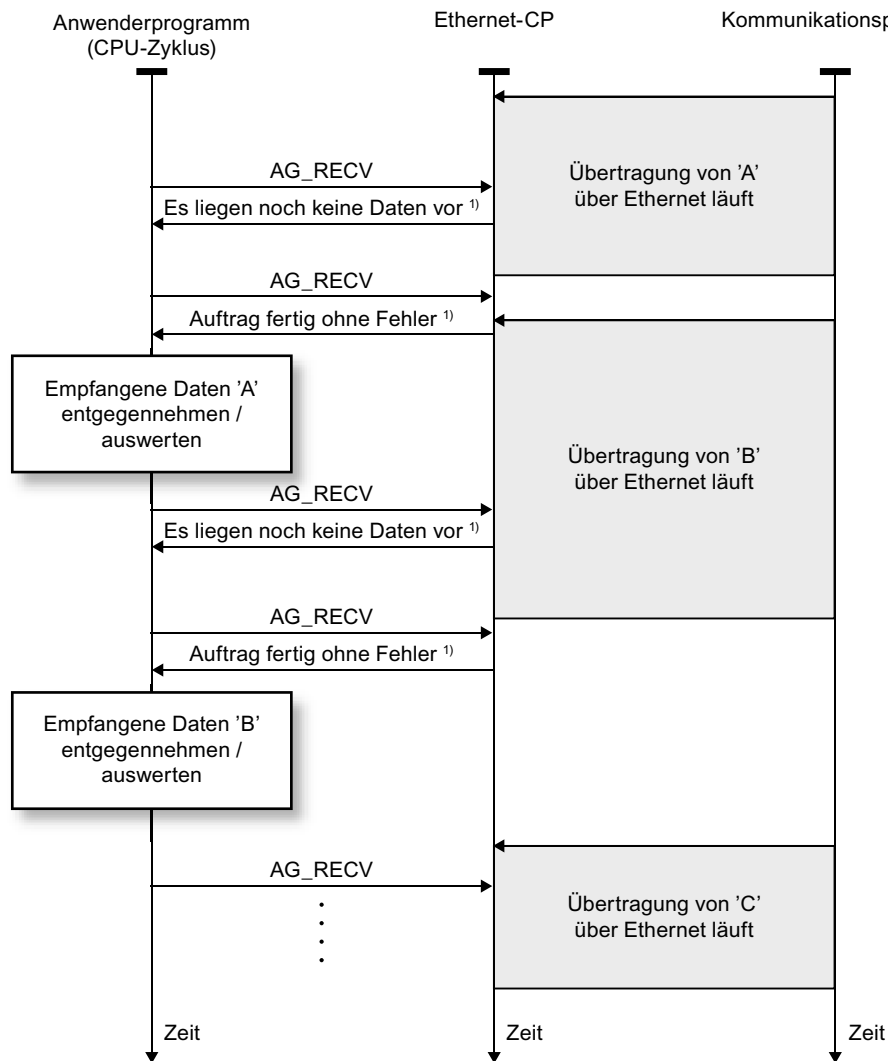 Anwenderprogramm
(CPU-Zyklus)
Ethernet-CP
Kommunikationsp
AG_RECV
Es liegen noch keine Daten vor 1)
Übertragung von 'A'
über Ethernet läuft
AG_RECV
Auftrag fertig ohne Fehler 1)
Empfangene Daten 'A'
entgegennehmen /
auswerten
Übertragung von 'B'
über Ethernet läuft
AG_RECV
Es liegen noch keine Daten vor 1)
AG_RECV
Auftrag fertig ohne Fehler 1)
Empfangene Daten 'B'
entgegennehmen /
auswerten
AG_RECV
Übertragung von 'C'
über Ethernet läuft
Zeit
Zeit
Zeit